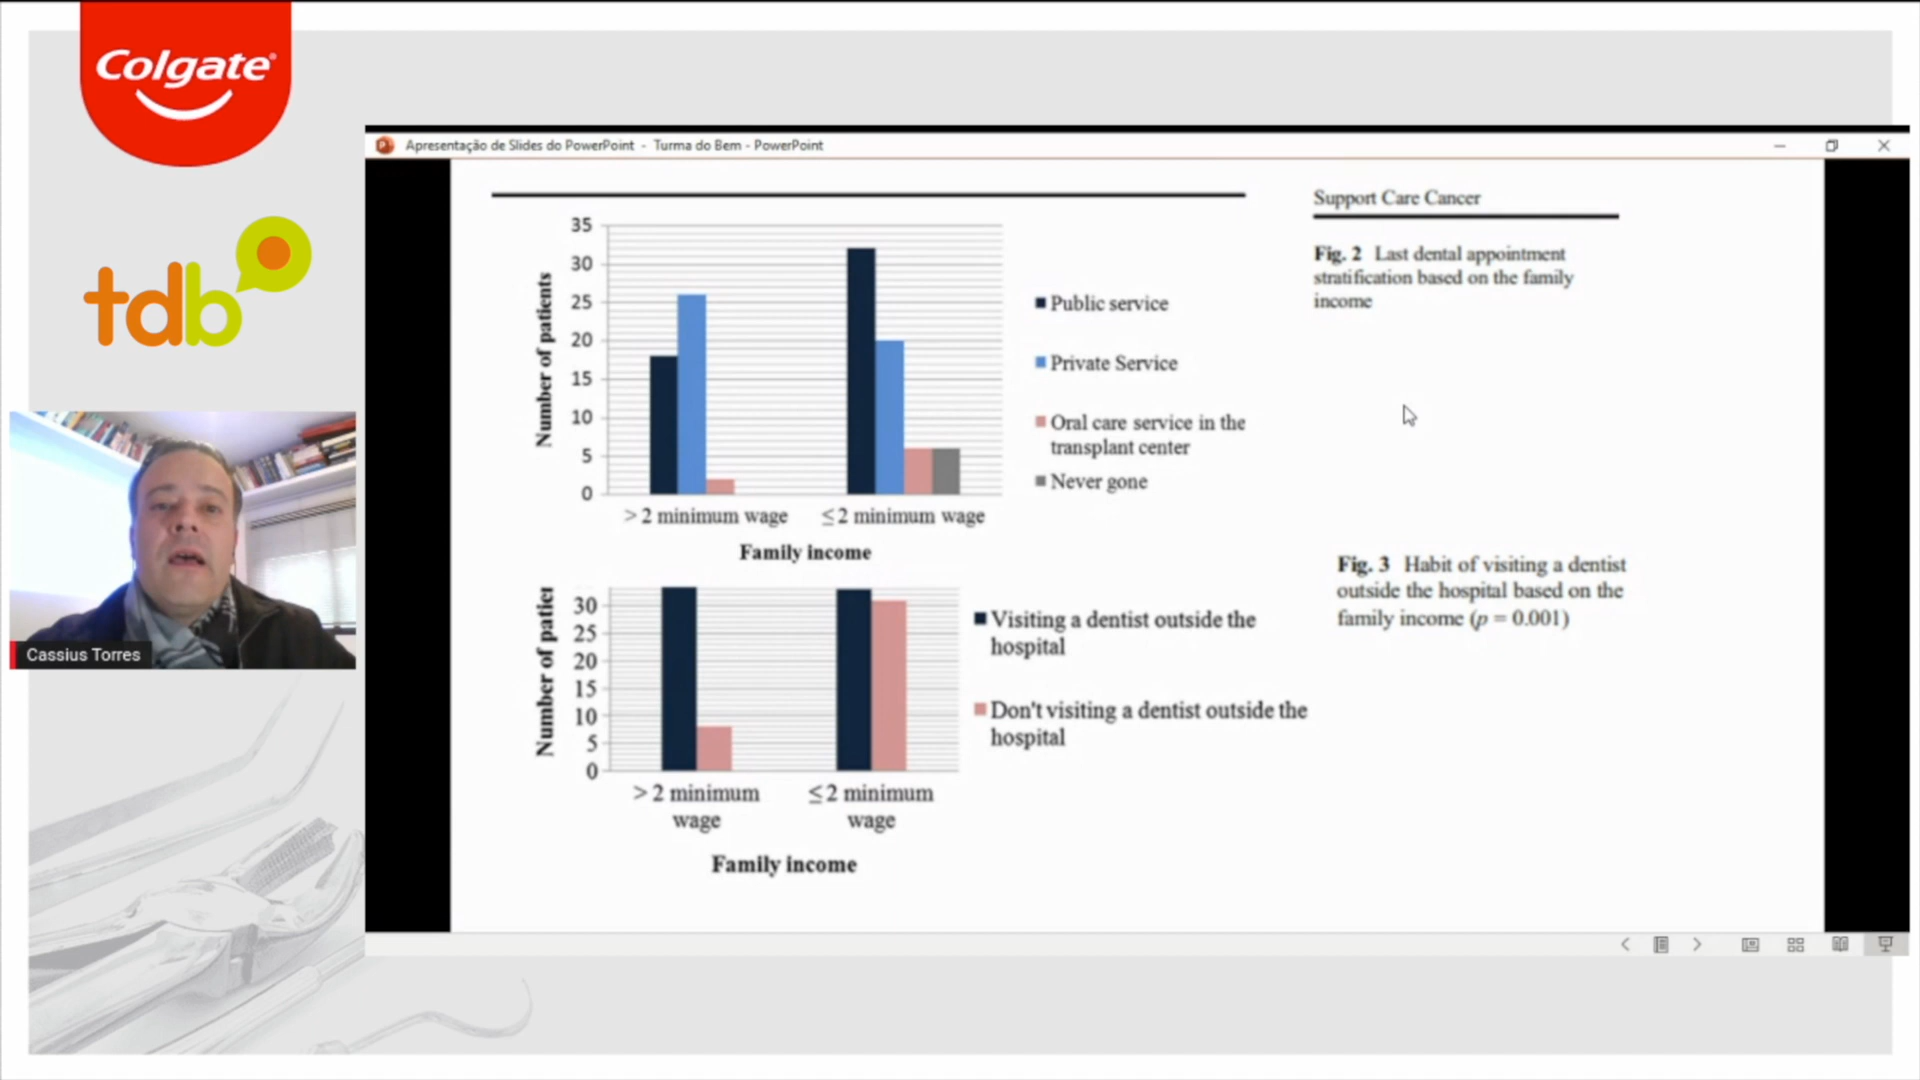 Colgate
tdb
Cassius Torres
Apresentação de Slides do PowerPoint - Turma do Bem - PowerPoint
Support Care Cancer
Fig. 2 Last dental appointment
stratification based on the family
income
Number of patients
35
30
25
20
15
10
5
0
> 2 minimum wage
≤ 2 minimum wage
Family income
Public service
Private Service
Oral care service in the
transplant center
Never gone
Fig. 3 Habit of visiting a dentist
outside the hospital based on the
family income (p = 0.001)
Number of patier
30
25
20
15
10
5
0
> 2 minimum
wage
≤ 2 minimum
wage
Family income
Visiting a dentist outside the
hospital
Don't visiting a dentist outside the
hospital